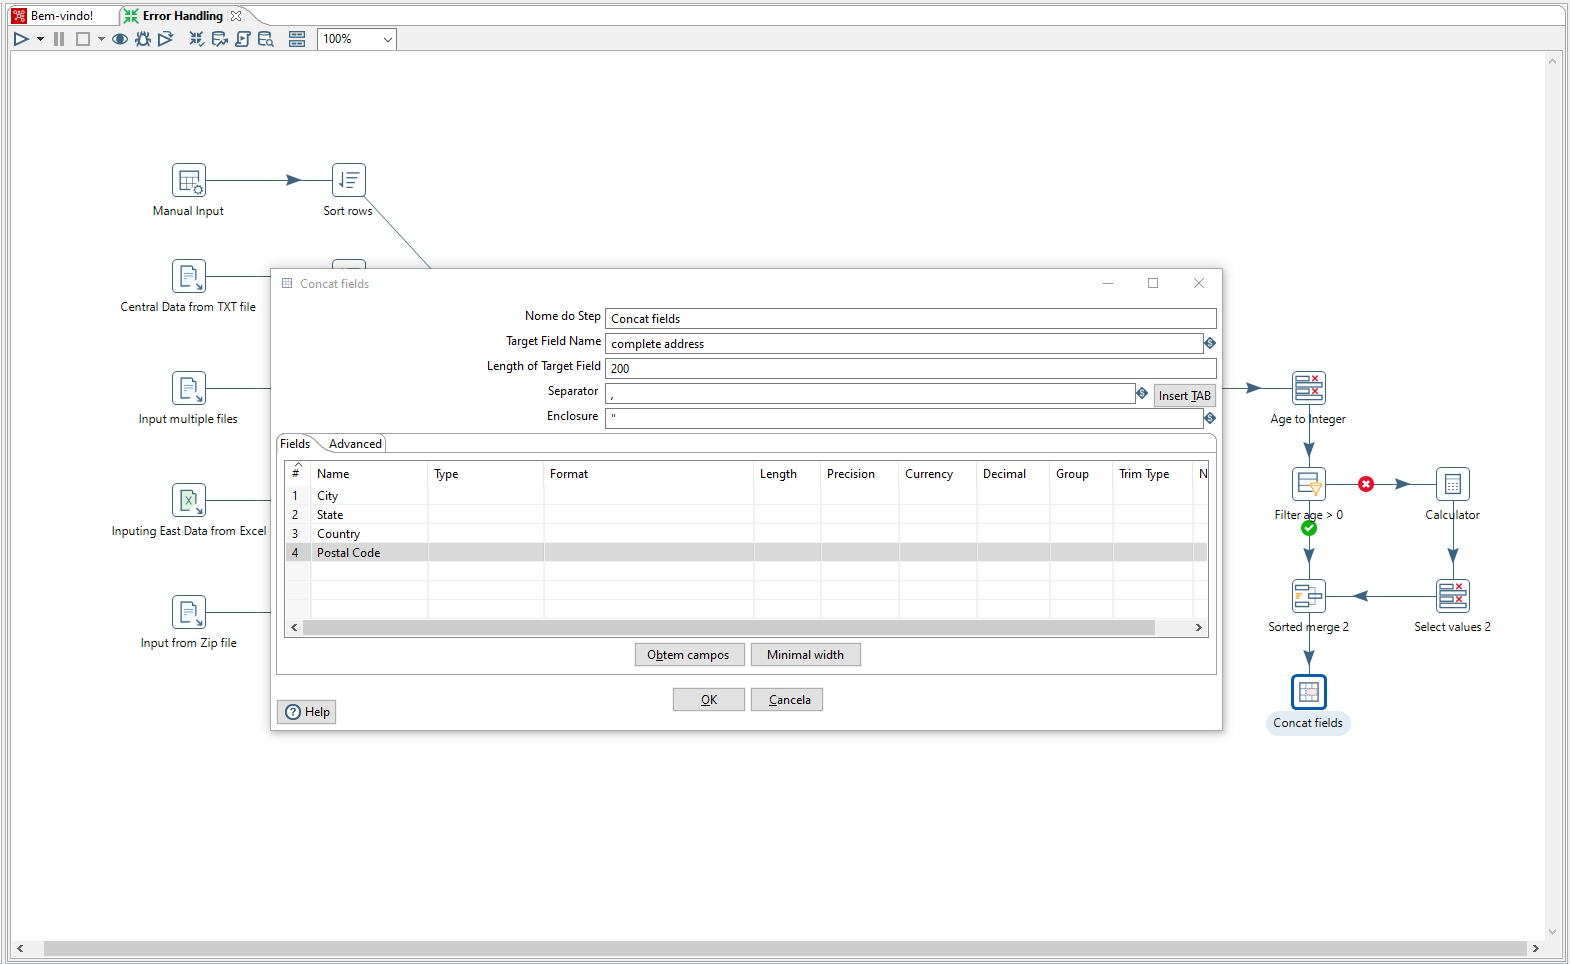 Bem-vindo!
Error Handling
100%
Manual Input
Sort rows
Central Data from TXT file
Input multiple files
Inputing East Data from Excel
Input from Zip file
Concat fields
Nome do Step
Concat fields
Target Field Name
complete address
Length of Target Field
200
Separator
,
Insert TAB
Enclosure
"
Fields
Advanced
# Name Type Format Length Precision Currency Decimal Group Trim Type N
1 City
2 State
3 Country
4 Postal Code
Obtem campos
Minimal width
OK
Cancela
Help
Age to Integer
Filter age > 0
Calculator
Sorted merge 2
Select values 2
Concat fields